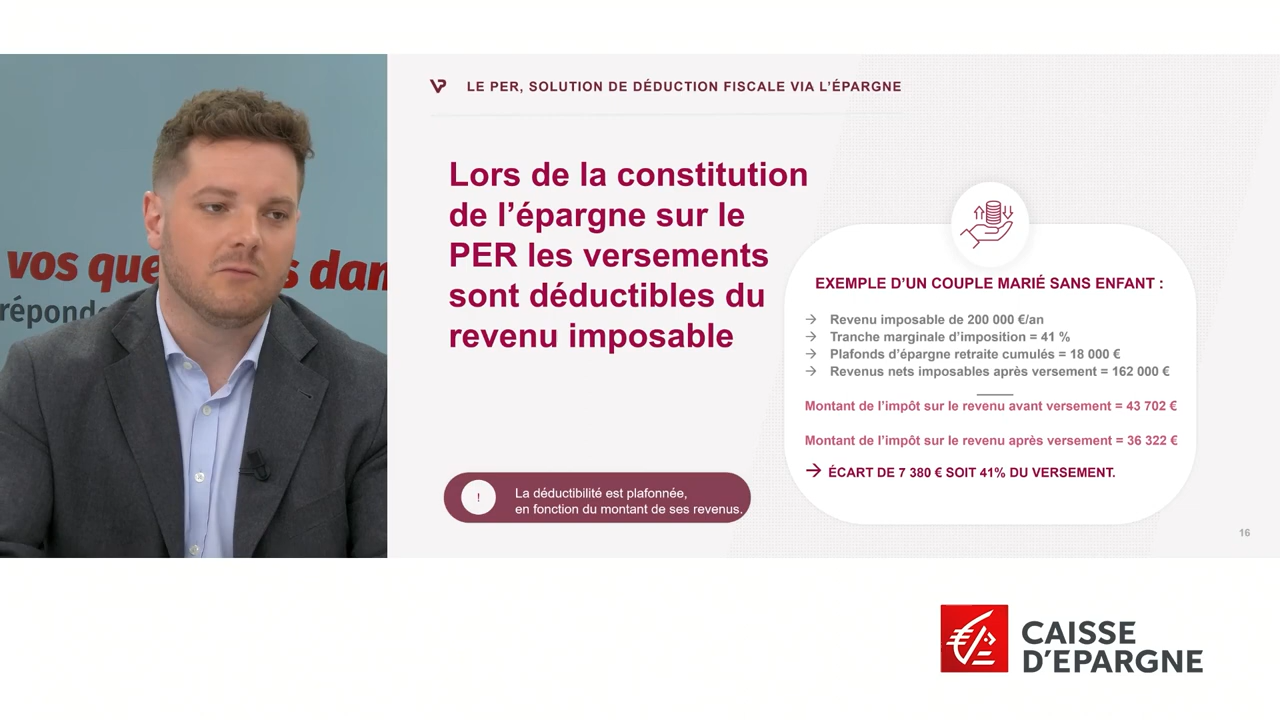 vos que s dan
réponde
LE PER, SOLUTION DE DÉDUCTION FISCALE VIA L'ÉPARGNE
Lors de la constitution
de l'épargne sur le
PER les versements
sont déductibles du
revenu imposable
!
La déductibilité est plafonnée,
en fonction du montant de ses revenus.
EXEMPLE D'UN COUPLE MARIÉ SANS ENFANT :
→ Revenu imposable de 200 000 €/an
→ Tranche marginale d'imposition = 41 %
→ Plafonds d'épargne retraite cumulés = 18 000 €
→ Revenus nets imposables après versement = 162 000 €
Montant de l'impôt sur le revenu avant versement = 43 702 €
Montant de l'impôt sur le revenu après versement = 36 322 €
→ ÉCART DE 7 380 € SOIT 41% DU VERSEMENT.
16
CAISSE
D'EPARGNE